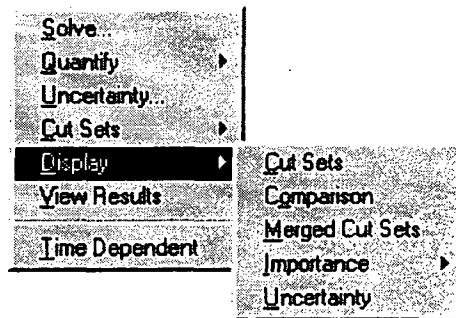 Solve...
Quantify
Uncertainty...
Cut Sets
Display
View Results
Time Dependent
Cut Sets
Comparison
Merged Cut Sets
Importance
Uncertainty